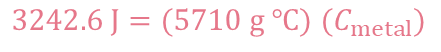 3242.6 J = (5710 g °C) (C_metal)